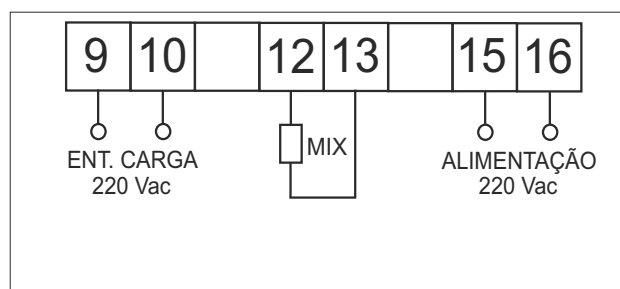 9 10 12 13 15 16
MIX
ENT. CARGA
220 Vac
ALIMENTAÇÃO
220 Vac